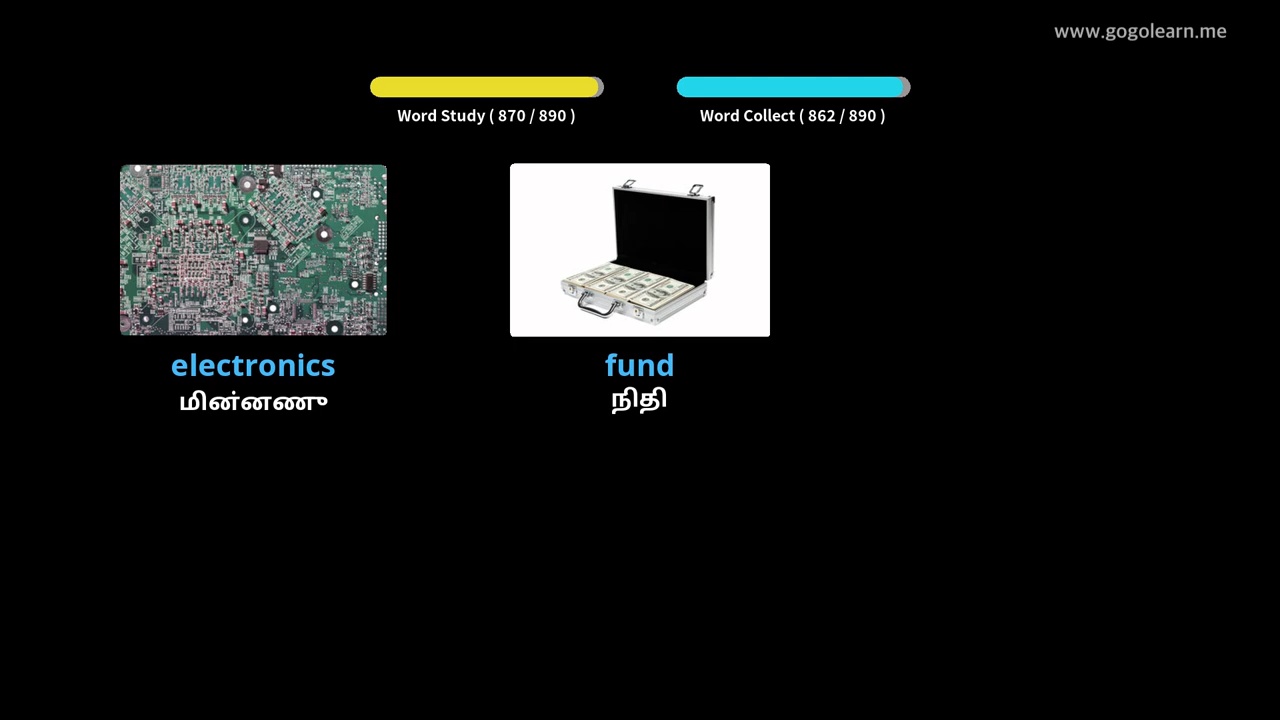 www.gogolearn.me
Word Study ( 870 / 890 )
Word Collect ( 862 / 890 )
electronics
மின்னணு
fund
நிதி